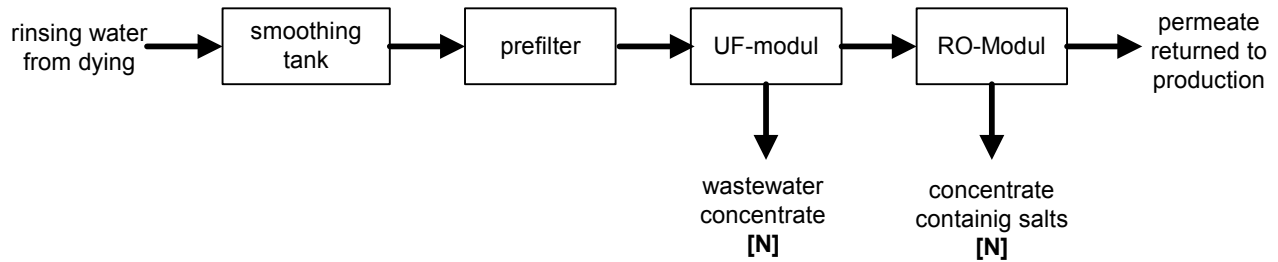 rinsing water
from dying
smoothing
tank
prefilter
UF-modul
RO-Modul
permeate
returned to
production
wastewater
concentrate
[N]
concentrate
containig salts
[N]